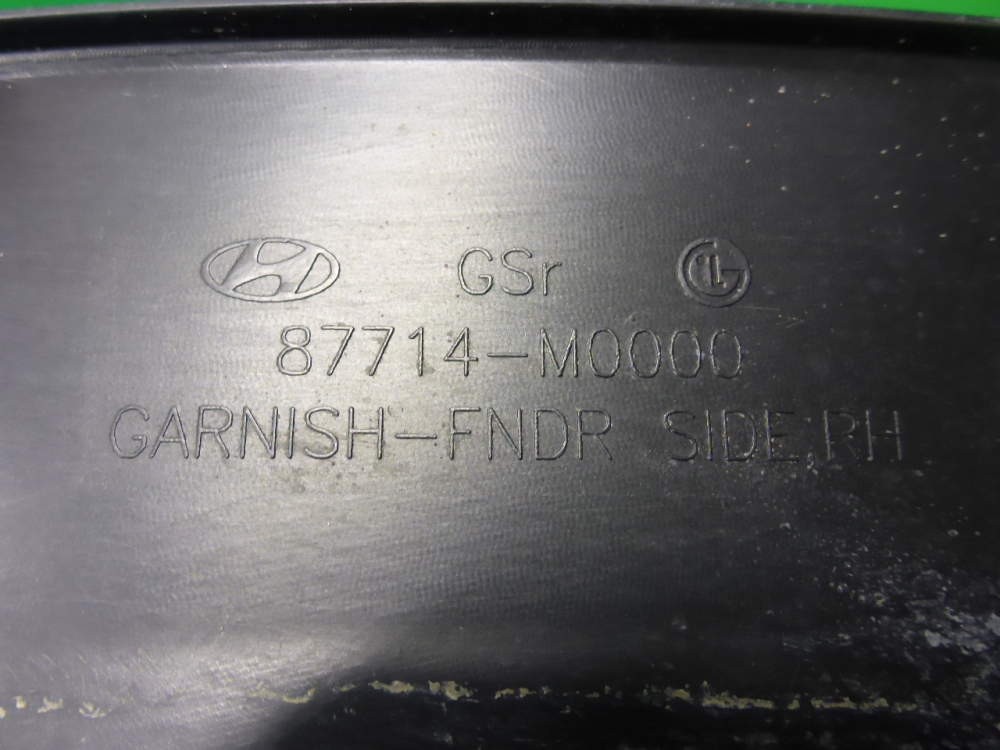 GSr
87714-M0000
GARNISH-FNDR SIDE,RH